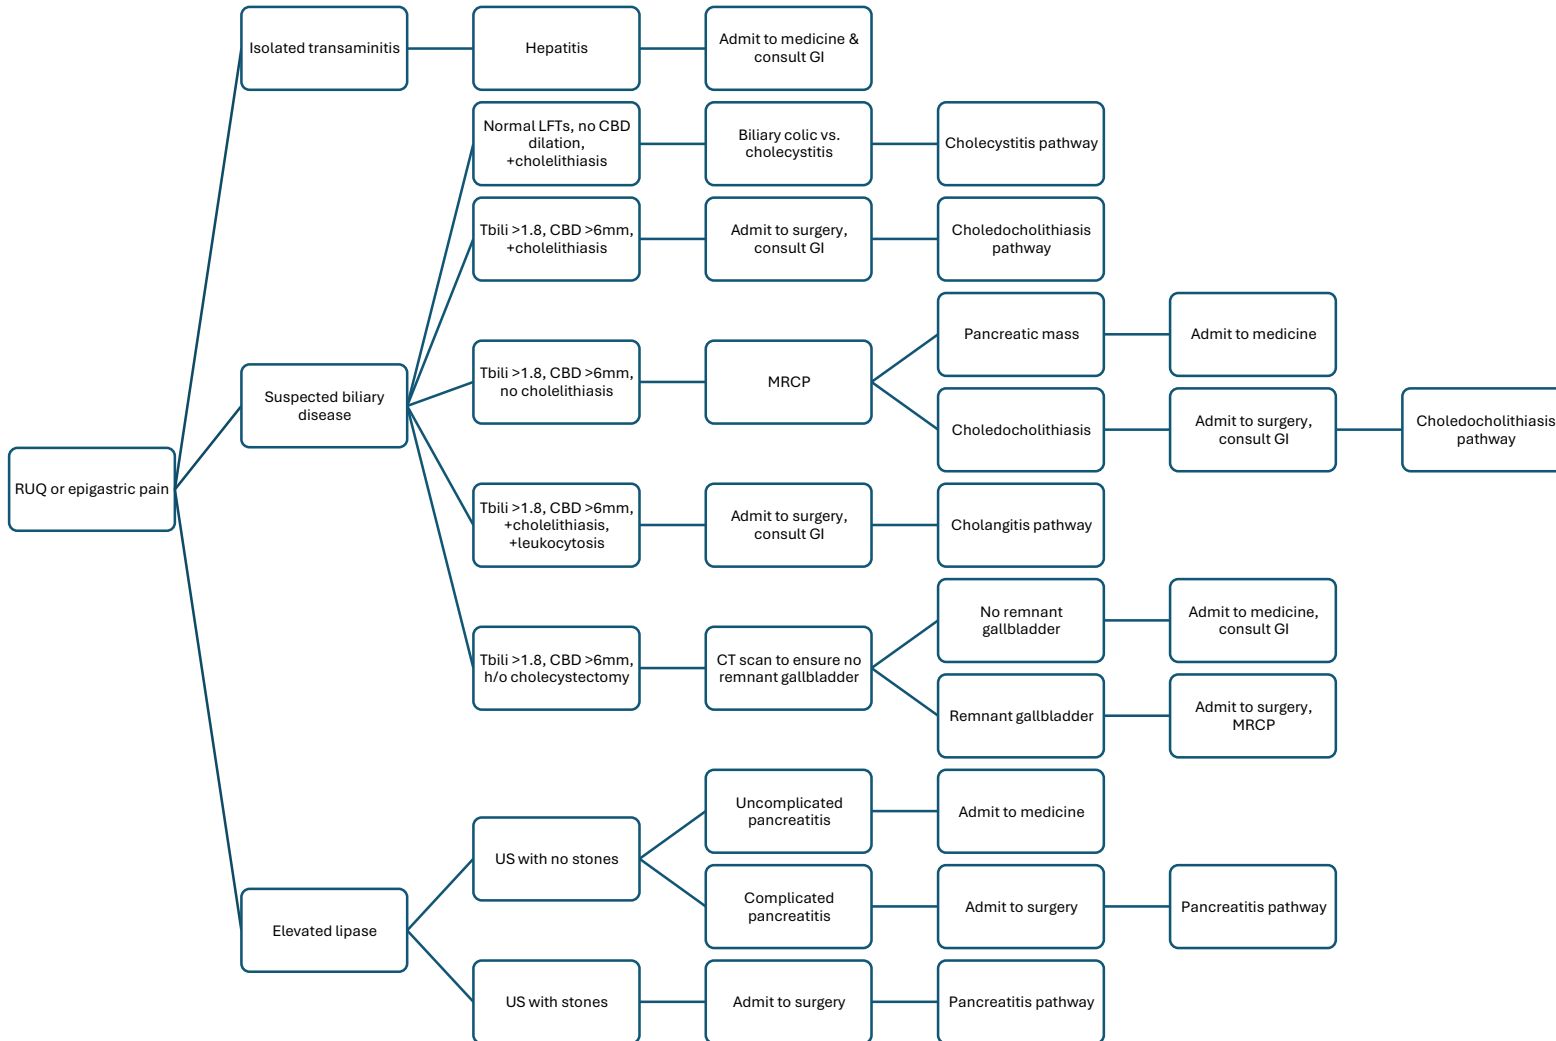 RUQ or epigastric pain
Isolated transaminitis
Hepatitis
Admit to medicine &
consult GI
Suspected biliary
disease
Normal LFTs, no CBD
dilation,
+cholelithiasis
Biliary colic vs.
cholecystitis
Cholecystitis pathway
Tbili >1.8, CBD >6mm,
+cholelithiasis
Admit to surgery,
consult GI
Choledocholithiasis
pathway
Tbili >1.8, CBD >6mm,
no cholelithiasis
MRCP
Pancreatic mass
Admit to medicine
Choledocholithiasis
Admit to surgery,
consult GI
Choledocholithiasis
pathway
Tbili >1.8, CBD >6mm,
+cholelithiasis,
+leukocytosis
Admit to surgery,
consult GI
Cholangitis pathway
Tbili >1.8, CBD >6mm,
h/o cholecystectomy
CT scan to ensure no
remnant gallbladder
No remnant
gallbladder
Admit to medicine,
consult GI
Remnant gallbladder
Admit to surgery,
MRCP
Elevated lipase
US with no stones
Uncomplicated
pancreatitis
Admit to medicine
Complicated
pancreatitis
Admit to surgery
Pancreatitis pathway
US with stones
Admit to surgery
Pancreatitis pathway